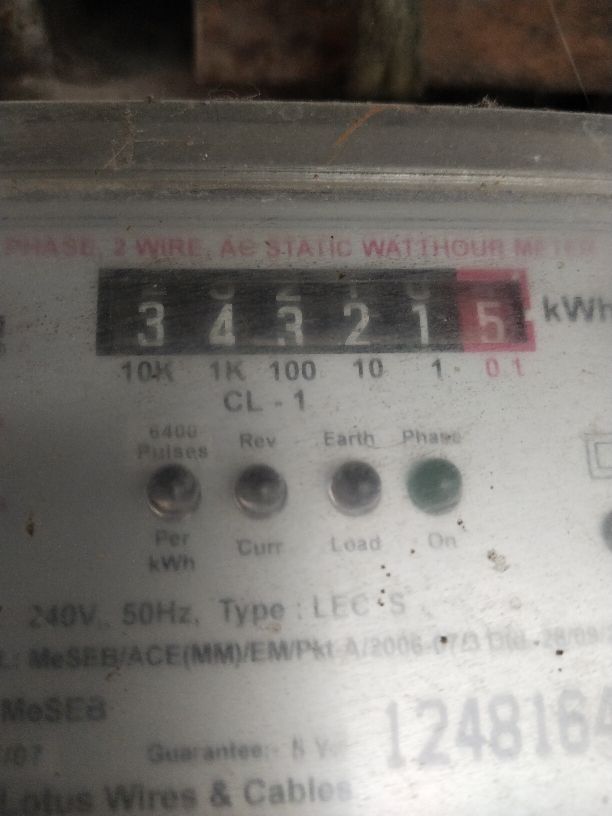 PHASE, 2 WIRE, AC STATIC WATTHOUR METER
3 4 3 2 1 5 kWh
10K 1K 100 10 1 0.1
CL - 1
6400 Rev Earth Phase
Pulses
Per Curr Load On
kWh
240V, 50Hz, Type : LEC S
MeSEB/ACE(MM)/EM/Pkt A/2006-07/
MeSEB
/07 Guarantee:- 1248164
Lotus Wires & Cables